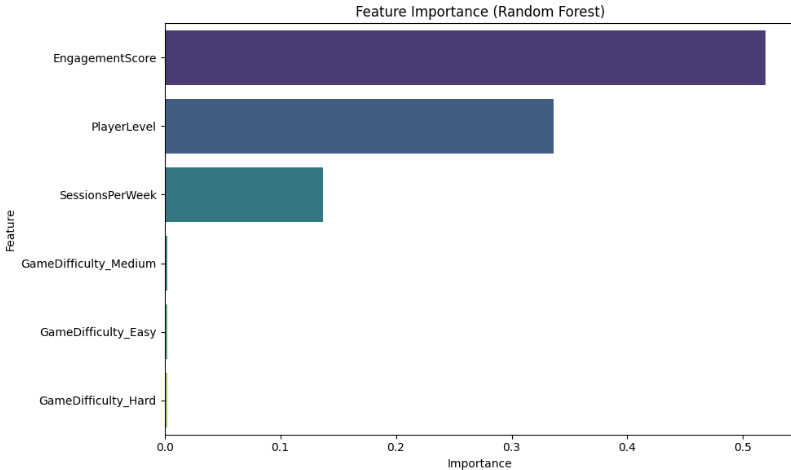 Feature Importance (Random Forest)
Feature
EngagementScore
PlayerLevel
SessionsPerWeek
GameDifficulty_Medium
GameDifficulty_Easy
GameDifficulty_Hard
0.0 0.1 0.2 0.3 0.4 0.5
Importance